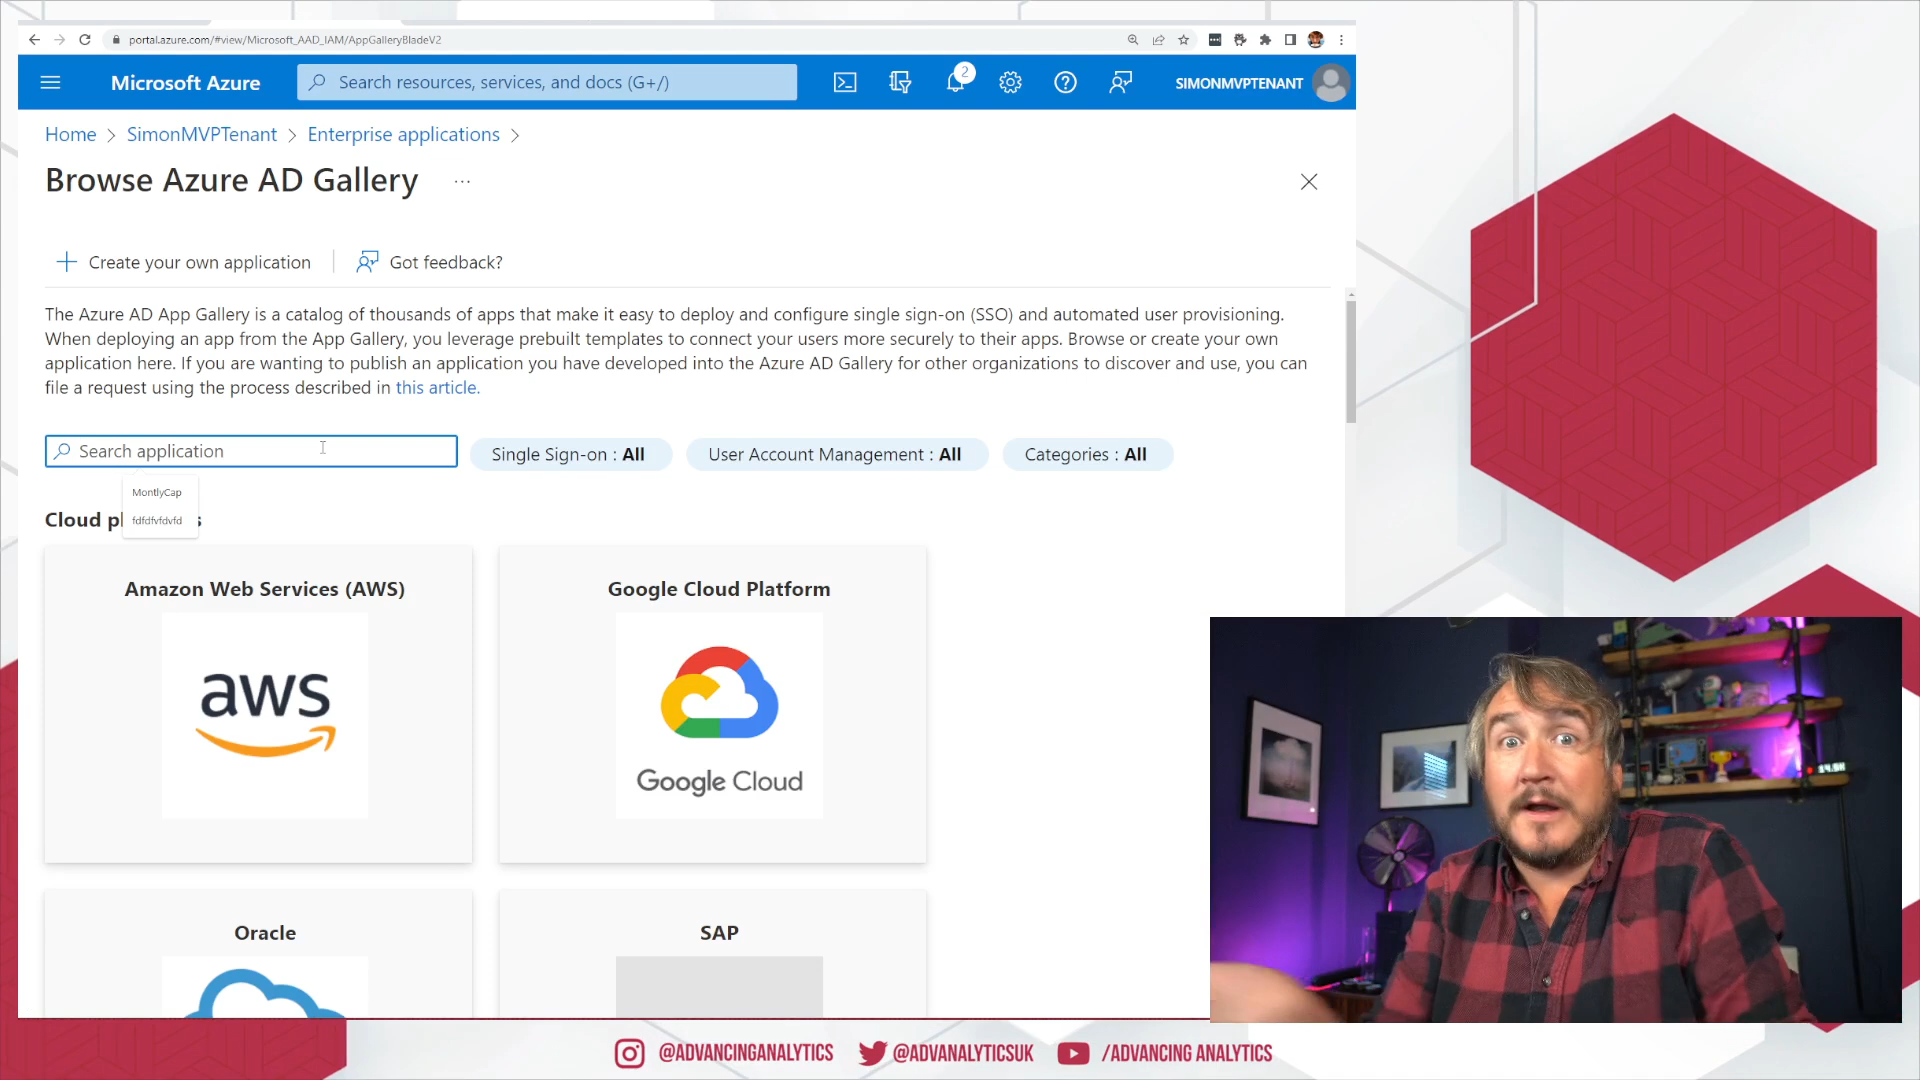 portal.azure.com/#view/Microsoft_AAD_IAM/AppGalleryBladeV2
Microsoft Azure
Search resources, services, and docs (G+/)
2
SIMONMVPTENANT
Home > SimonMVPTenant > Enterprise applications >
Browse Azure AD Gallery ...
Create your own application
Got feedback?
The Azure AD App Gallery is a catalog of thousands of apps that make it easy to deploy and configure single sign-on (SSO) and automated user provisioning.
When deploying an app from the App Gallery, you leverage prebuilt templates to connect your users more securely to their apps. Browse or create your own
application here. If you are wanting to publish an application you have developed into the Azure AD Gallery for other organizations to discover and use, you can
file a request using the process described in this article.
Search application
Single Sign-on : All
User Account Management : All
Categories : All
MontlyCap
fdfdfvfdvfd
Cloud pl
s
Amazon Web Services (AWS)
aws
Google Cloud Platform
Google Cloud
Oracle
SAP
@ADVANCINGANALYTICS
@ADVANALYTICSUK
/ADVANCING ANALYTICS